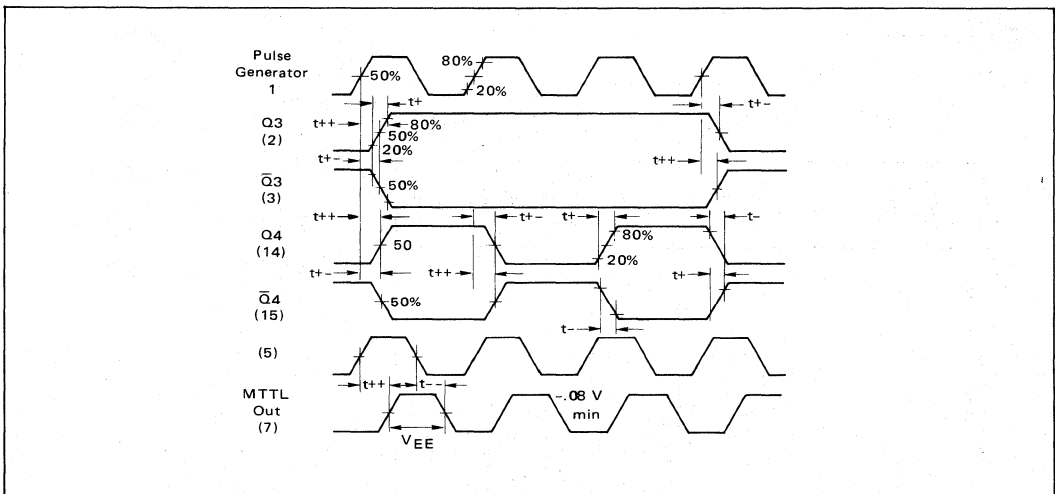 Pulse
Generator
1
50%
80%
20%
t+
t+-
Q3
(2)
t++
80%
50%
20%
t+-
t++
Q̅3
(3)
50%
t++
t+-
t+
t-
Q4
(14)
50
80%
20%
t+-
t++
t+
Q̅4
(15)
50%
t-
(5)
t++
t--
MTTL
Out
(7)
-.08 V
min
VEE